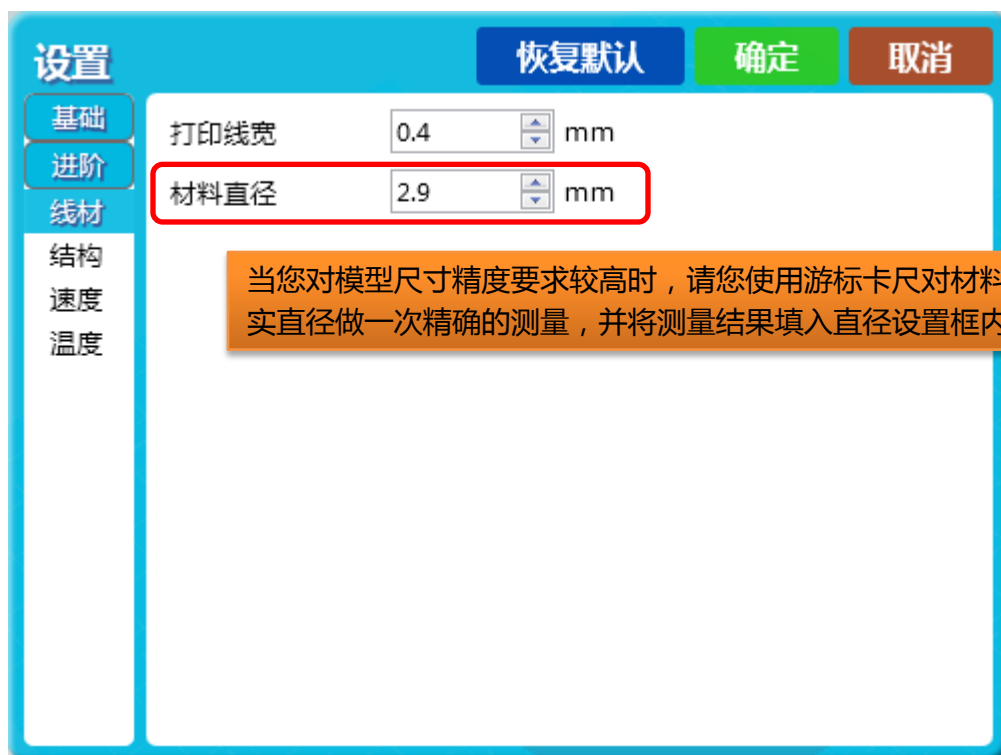 设置
恢复默认
确定
取消
基础
进阶
线材
结构
速度
温度
打印线宽 0.4 mm
材料直径 2.9 mm
当您对模型尺寸精度要求较高时，请您使用游标卡尺对材料
实直径做一次精确的测量，并将测量结果填入直径设置框内